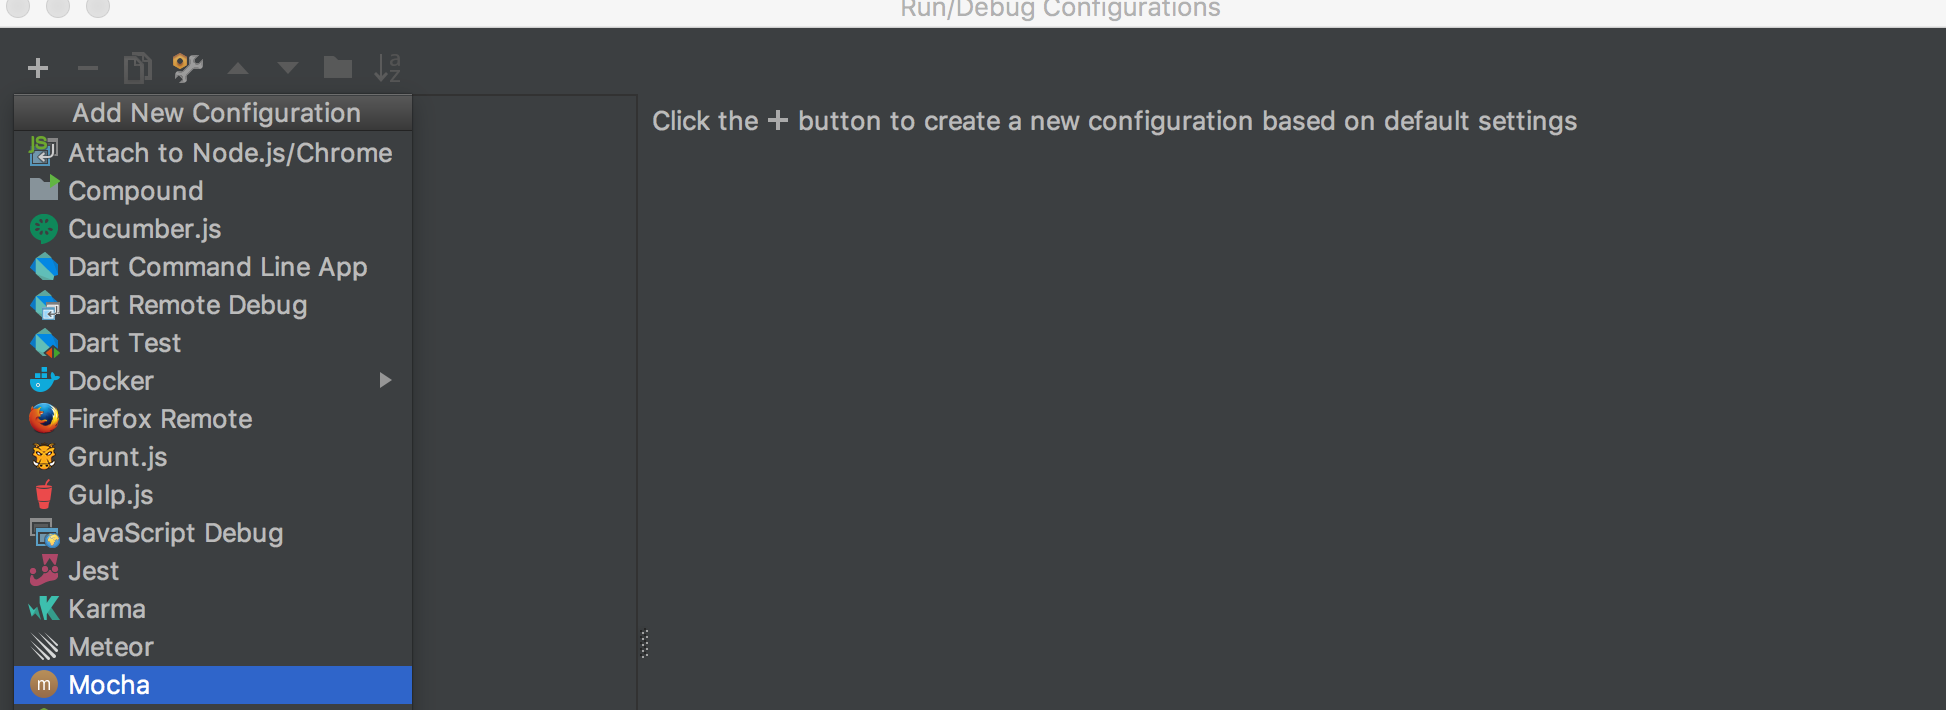 Run/Debug Configurations
a
z
Add New Configuration
Click the + button to create a new configuration based on default settings
JS
Attach to Node.js/Chrome
Compound
Cucumber.js
Dart Command Line App
Dart Remote Debug
Dart Test
Docker
Firefox Remote
Grunt.js
Gulp.js
JavaScript Debug
Jest
K Karma
Meteor
m Mocha